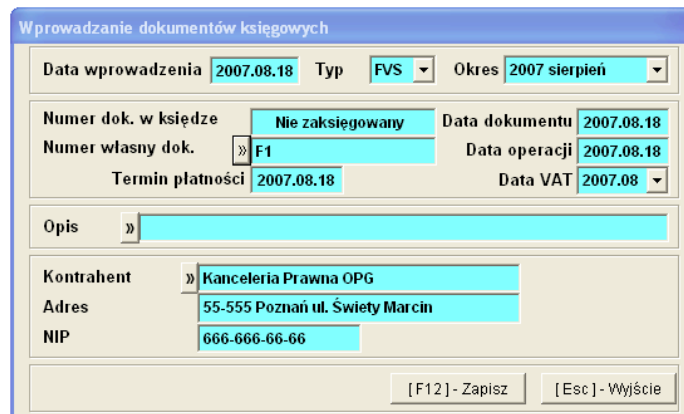 Wprowadzanie dokumentów księgowych
Data wprowadzenia 2007.08.18 Typ FVS Okres 2007 sierpień
Numer dok. w księdze Nie zaksięgowany Data dokumentu 2007.08.18
Numer własny dok. » F1 Data operacji 2007.08.18
Termin płatności 2007.08.18 Data VAT 2007.08
Opis »
Kontrahent » Kanceleria Prawna OPG
Adres 55-555 Poznań ul. Świety Marcin
NIP 666-666-66-66
[F12] - Zapisz [Esc] - Wyjście